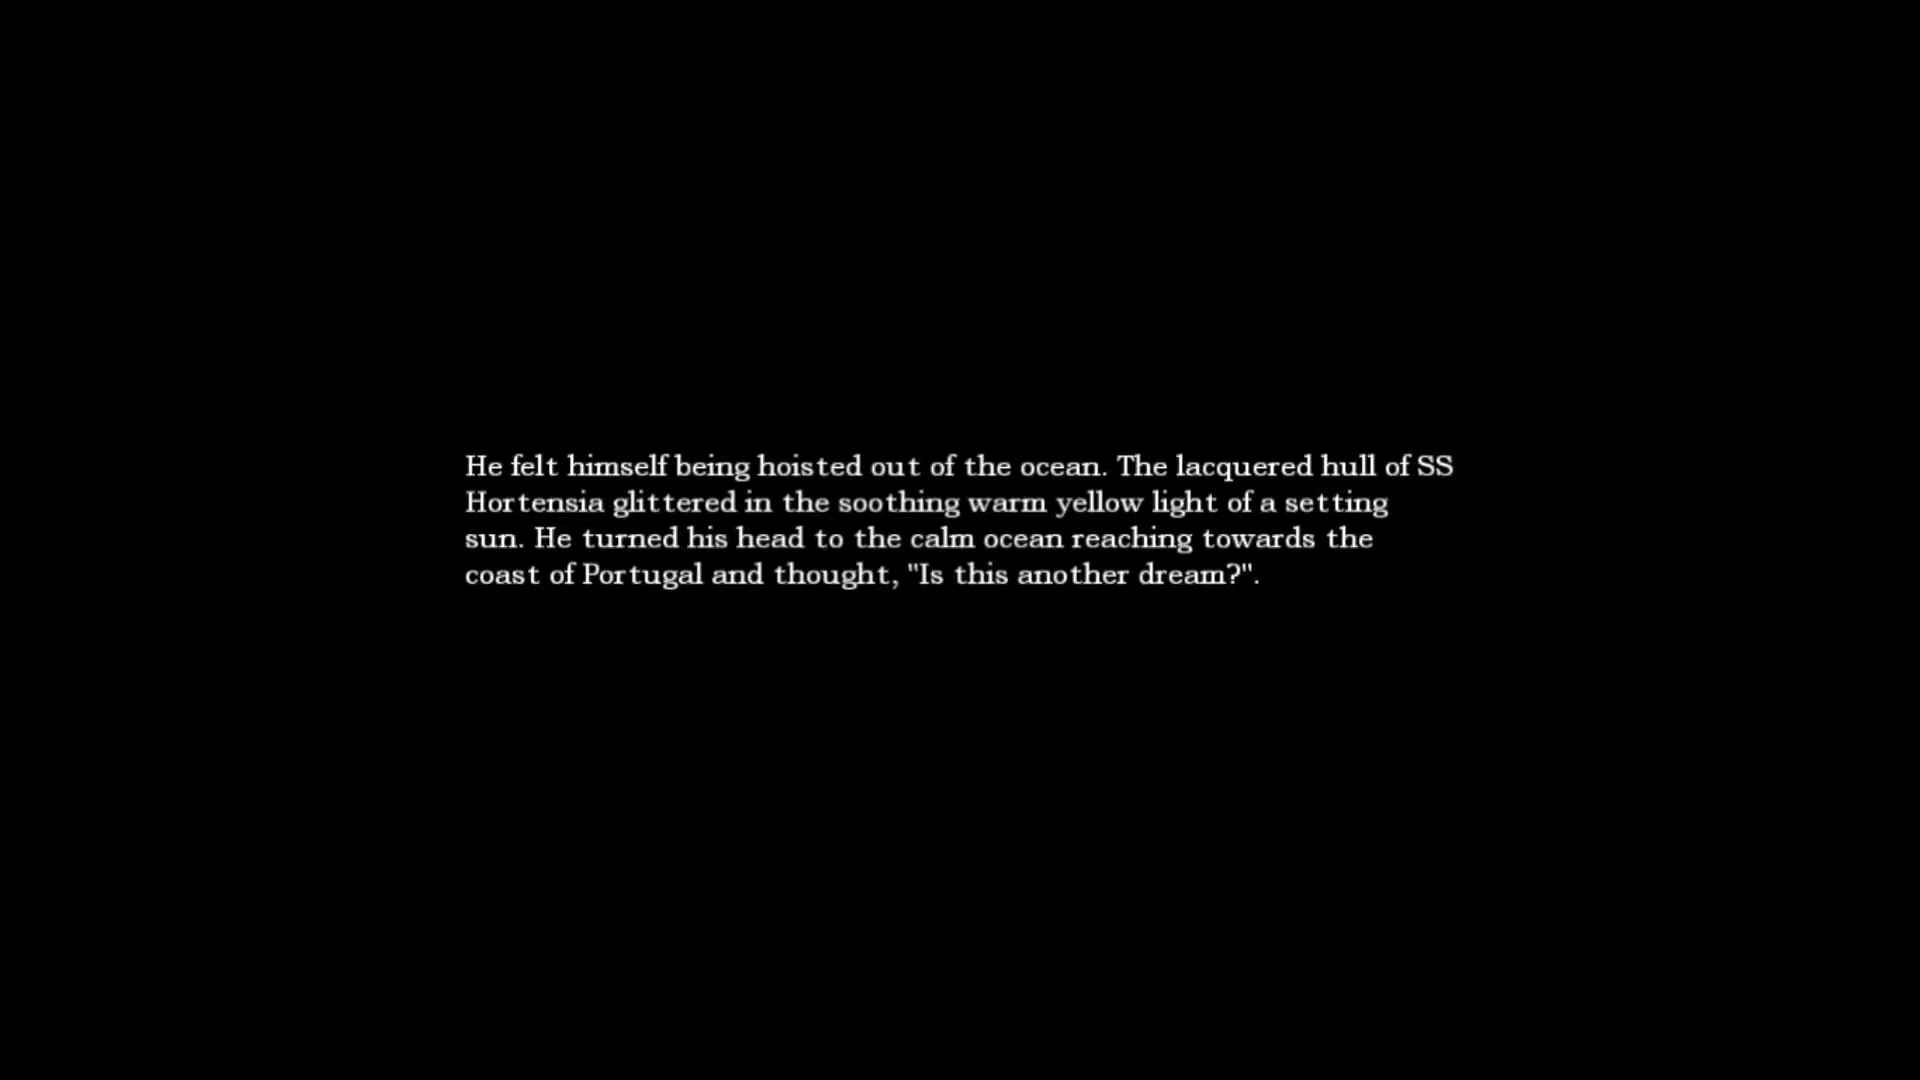 He felt himself being hoisted out of the ocean. The lacquered hull of SS
Hortensia glittered in the soothing warm yellow light of a setting
sun. He turned his head to the calm ocean reaching towards the
coast of Portugal and thought, "Is this another dream?".